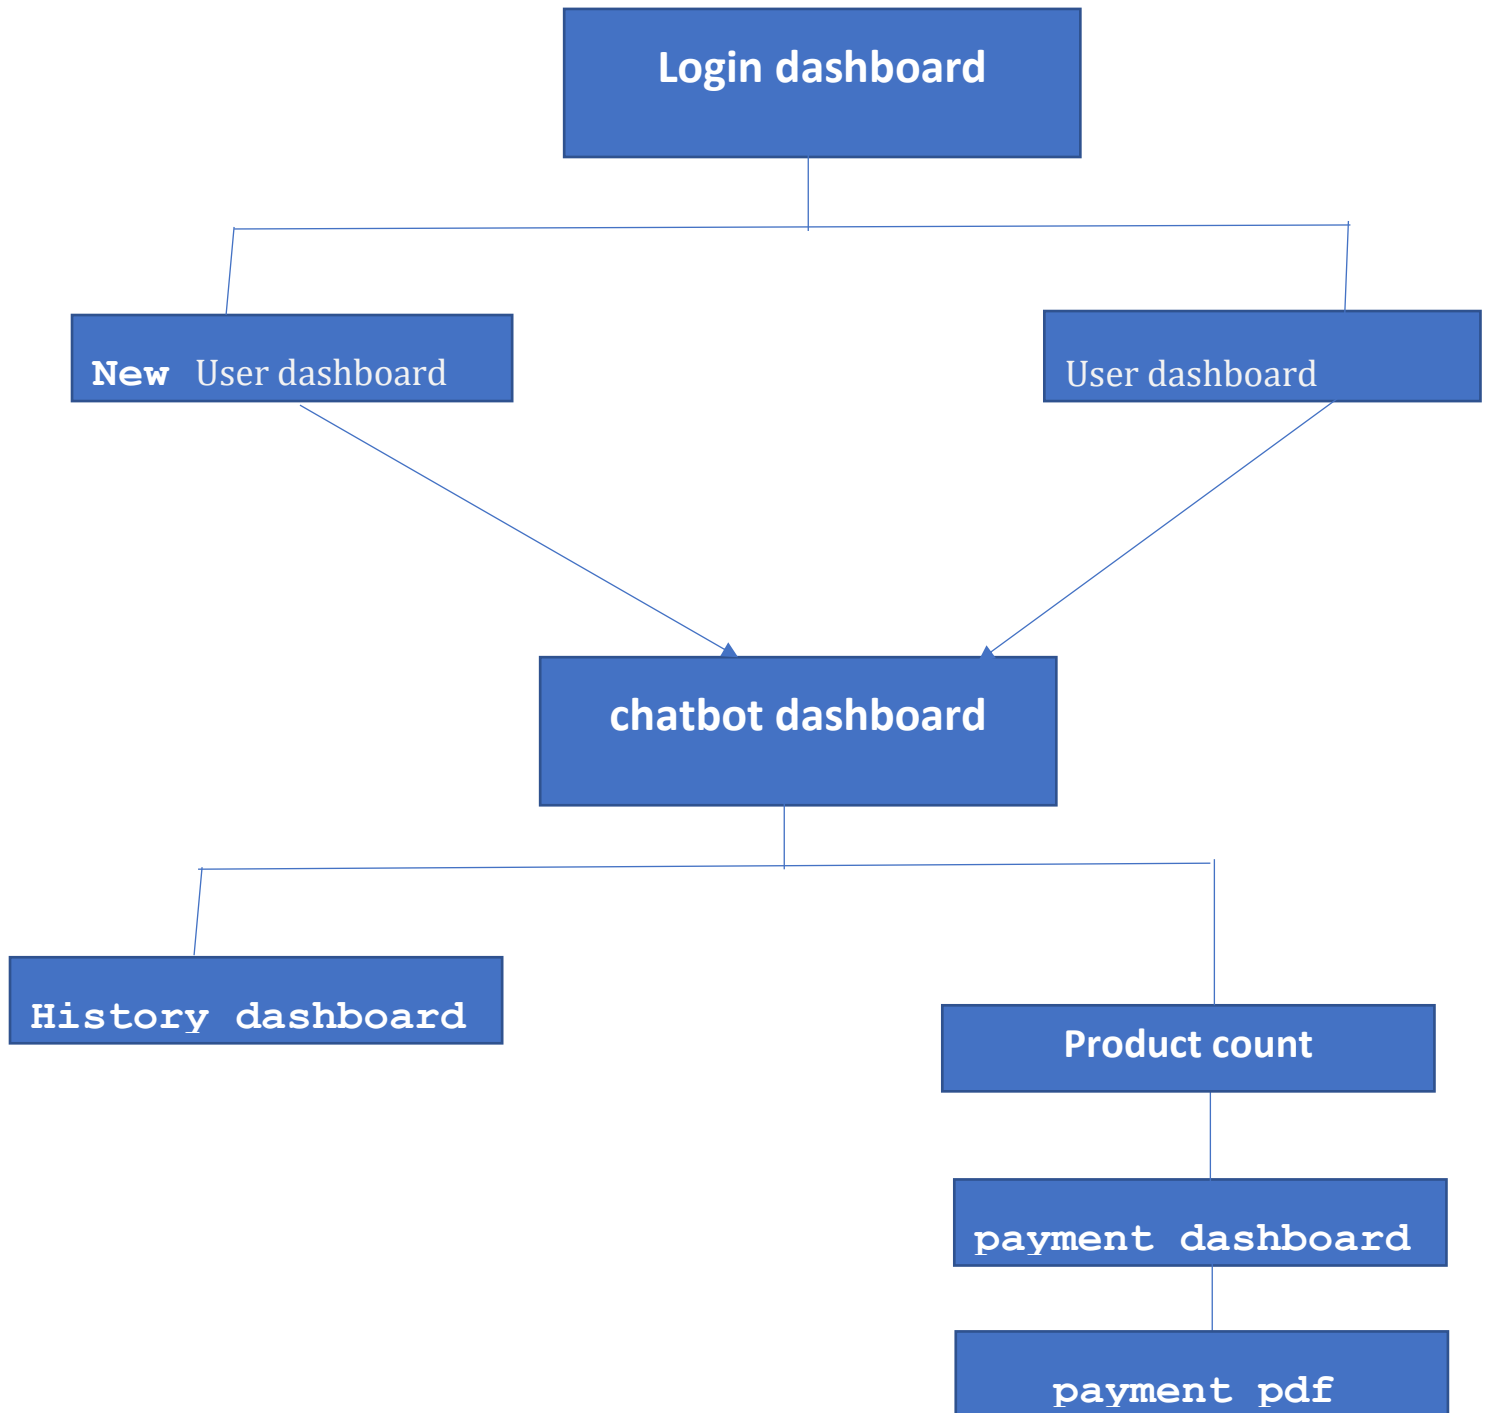 Login dashboard
New User dashboard
User dashboard
chatbot dashboard
History dashboard
Product count
payment dashboard
payment pdf